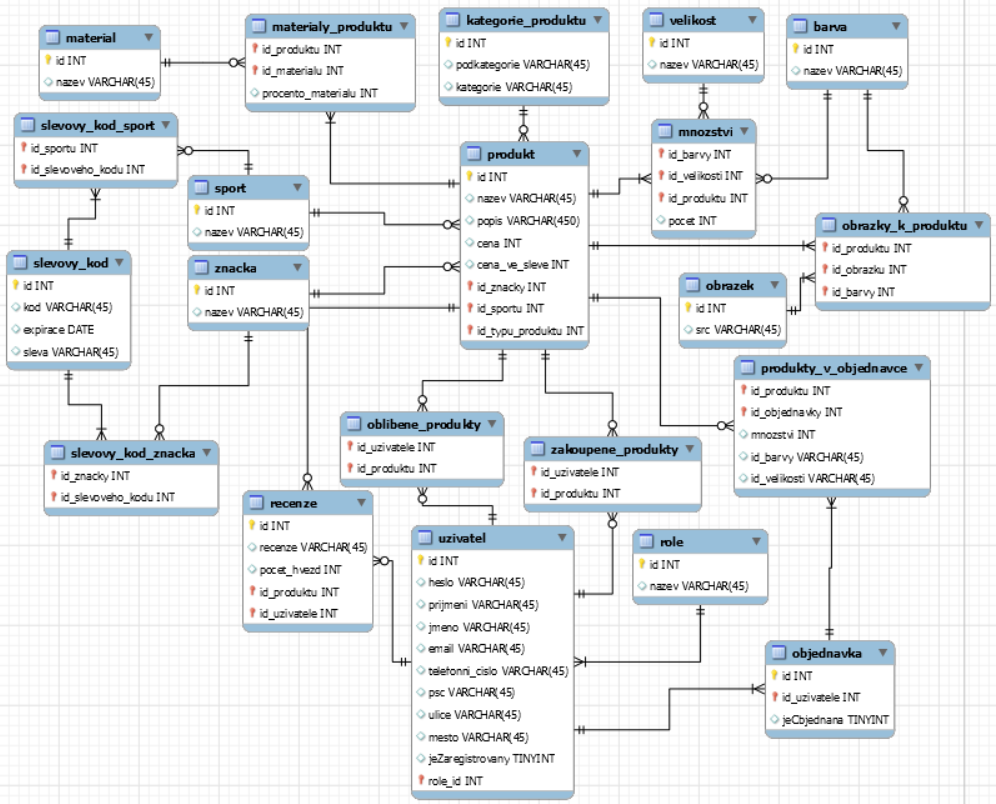 material
id INT
nazev VARCHAR(45)
materialy_produktu
id_produktu INT
id_materialu INT
procento_materialu INT
kategorie_produktu
id INT
podkategorie VARCHAR(45)
kategorie VARCHAR(45)
velikost
id INT
nazev VARCHAR(45)
barva
id INT
nazev VARCHAR(45)
slevovy_kod_sport
id_sportu INT
id_slevoveho_kodu INT
sport
id INT
nazev VARCHAR(45)
produkt
id INT
nazev VARCHAR(45)
popis VARCHAR(450)
cena INT
cena_ve_sleve INT
id_znacky INT
id_sportu INT
id_typu_produktu INT
mnozstvi
id_barvy INT
id_velikosti INT
id_produktu INT
pocet INT
obrazky_k_produktu
id_produktu INT
id_obrazku INT
id_barvy INT
slevovy_kod
id INT
kod VARCHAR(45)
expirace DATE
sleva VARCHAR(45)
znacka
id INT
nazev VARCHAR(45)
obrazek
id INT
src VARCHAR(45)
produkty_v_objednavce
id_produktu INT
id_objednavky INT
mnozstvi INT
id_barvy VARCHAR(45)
id_velikosti VARCHAR(45)
slevovy_kod_znacka
id_znacky INT
id_slevoveho_kodu INT
oblibene_produkty
id_uzivatele INT
id_produktu INT
zakoupene_produkty
id_uzivatele INT
id_produktu INT
recenze
id INT
recenze VARCHAR(45)
pocet_hvezd INT
id_produktu INT
id_uzivatele INT
uzivatel
id INT
heslo VARCHAR(45)
prijmeni VARCHAR(45)
jmeno VARCHAR(45)
email VARCHAR(45)
telefonni_cislo VARCHAR(45)
psc VARCHAR(45)
ulice VARCHAR(45)
mesto VARCHAR(45)
jeZaregistrovany TINYINT
role_id INT
role
id INT
nazev VARCHAR(45)
objednavka
id INT
id_uzivatele INT
jeObjednana TINYINT